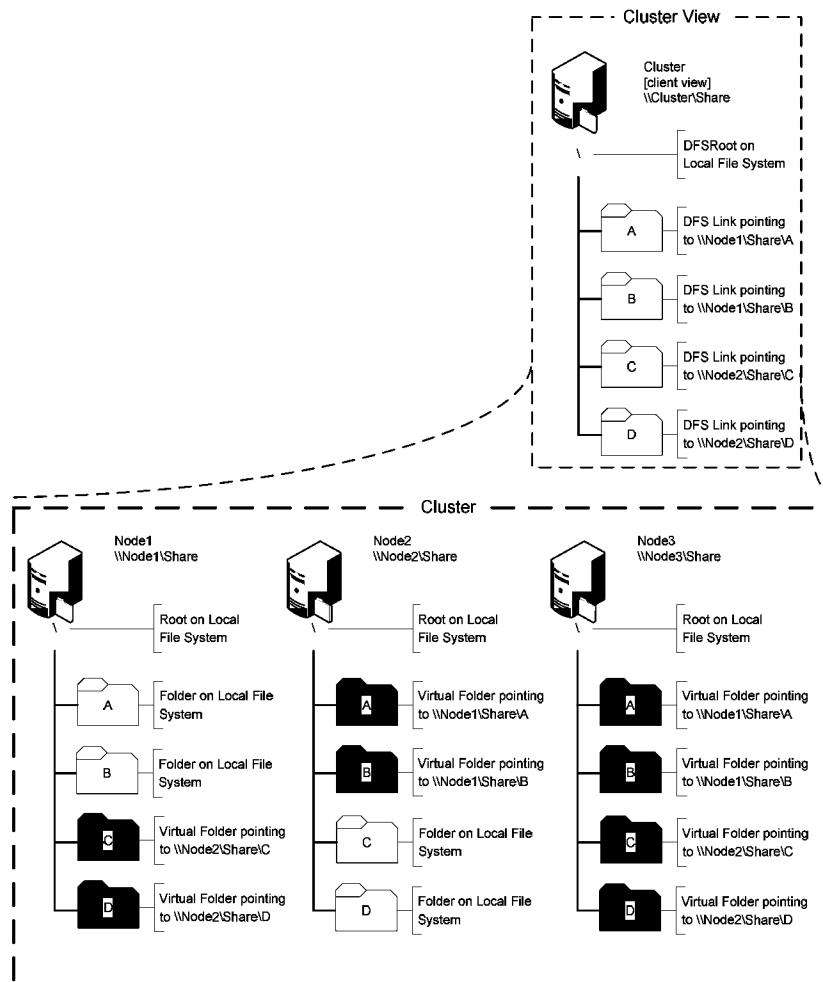 Cluster View
Cluster
[client view]
\\Cluster\Share
\
DFSRoot on
Local File System
A
DFS Link pointing
to \\Node1\Share\A
B
DFS Link pointing
to \\Node1\Share\B
C
DFS Link pointing
to \\Node2\Share\C
D
DFS Link pointing
to \\Node2\Share\D
Cluster
Node1
\\Node1\Share
\
Root on Local
File System
A
Folder on Local File
System
B
Folder on Local File
System
C
Virtual Folder pointing
to \\Node2\Share\C
D
Virtual Folder pointing
to \\Node2\Share\D
Node2
\\Node2\Share
\
Root on Local
File System
A
Virtual Folder pointing
to \\Node1\Share\A
B
Virtual Folder pointing
to \\Node1\Share\B
C
Folder on Local File
System
D
Folder on Local File
System
Node3
\\Node3\Share
\
Root on Local
File System
A
Virtual Folder pointing
to \\Node1\Share\A
B
Virtual Folder pointing
to \\Node1\Share\B
C
Virtual Folder pointing
to \\Node2\Share\C
D
Virtual Folder pointing
to \\Node2\Share\D